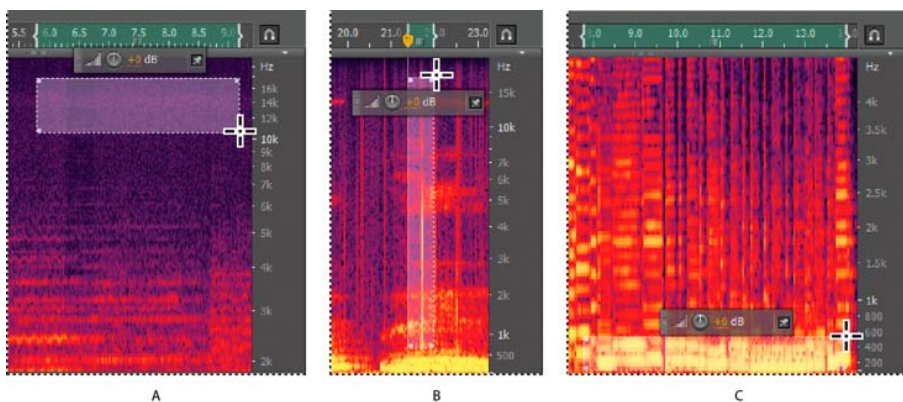 5.5 6.0 6.5 7.0 7.5 8.0 8.5 9.0
+0 dB
Hz
16k
14k
12k
10k
9k
8k
7k
6k
5k
4k
3k
2k
A
20.0 21.0 23.0
+0 dB
Hz
15k
10k
7k
6k
5k
4k
3k
2k
1k
500
B
8.0 9.0 10.0 11.0 12.0 13.0
+6 dB
Hz
4k
3.5k
3k
2.5k
2k
1.5k
1k
800
600
400
200
C